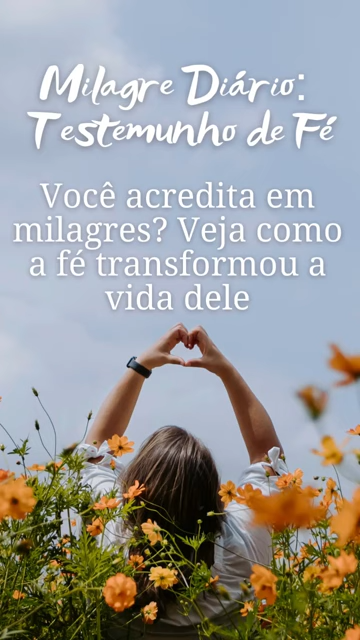 Milagre Diário:
Testemunho de Fé
Você acredita em
milagres? Veja como
a fé transformou a
vida dele